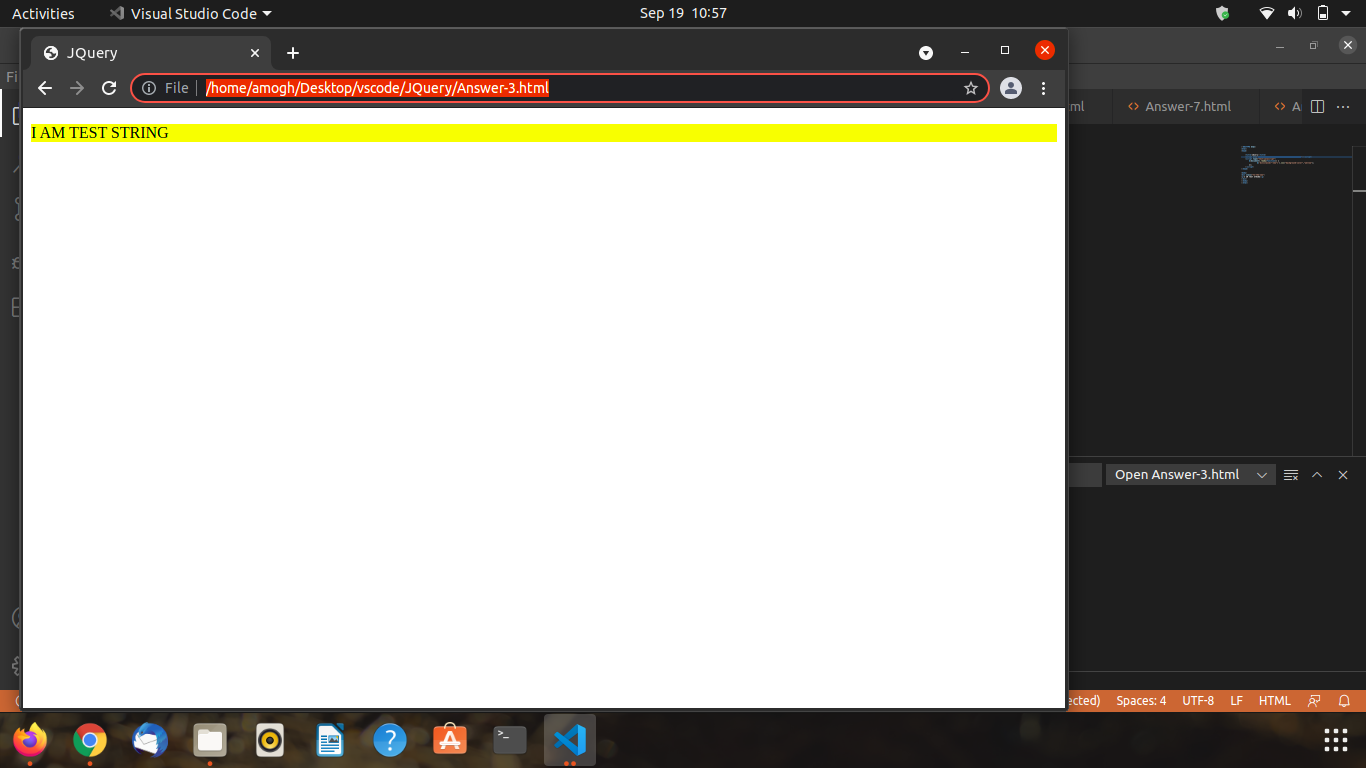 Activities
Visual Studio Code
Sep 19 10:57
JQuery
Fi
File
/home/amogh/Desktop/vscode/JQuery/Answer-3.html
ml
Answer-7.html
A
I AM TEST STRING
Open Answer-3.html
ected)
Spaces: 4
UTF-8
LF
HTML